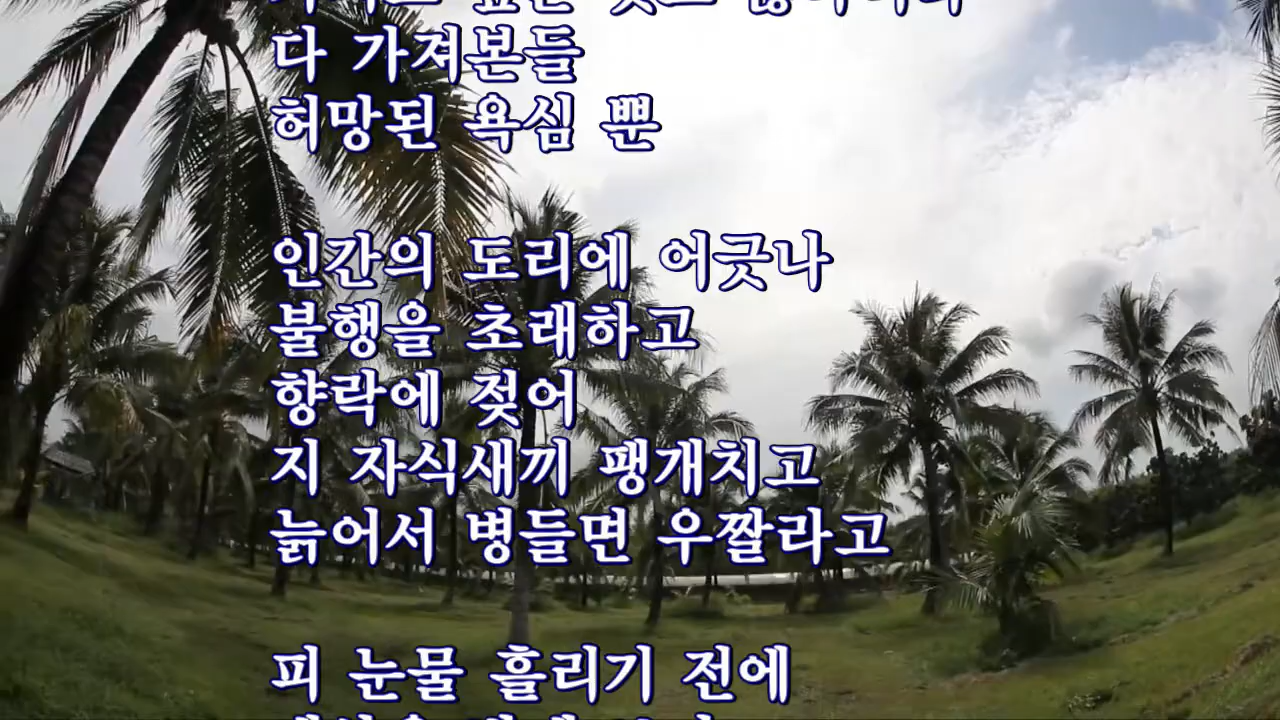 다 가져본들
허망된 욕심 뿐
인간의 도리에 어긋나
불행을 초래하고
향락에 젖어
지 자식새끼 팽개치고
늙어서 병들면 우짤라고
피 눈물 흘리기 전에